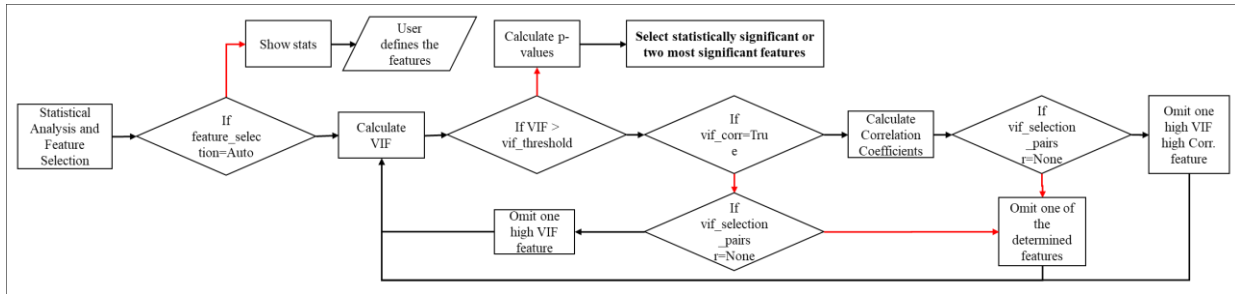 Show stats
User
defines the
features
Calculate p-
values
Select statistically significant or
two most significant features
Statistical
Analysis and
Feature
Selection
If
feature_selec
tion=Auto
Calculate
VIF
If VIF >
vif_threshold
If
vif_corr=Tru
e
Calculate
Correlation
Coefficients
If
vif_selection
_pairs
r=None
Omit one
high VIF
high Corr.
feature
Omit one
high VIF
feature
If
vif_selection
_pairs
r=None
Omit one of
the
determined
features